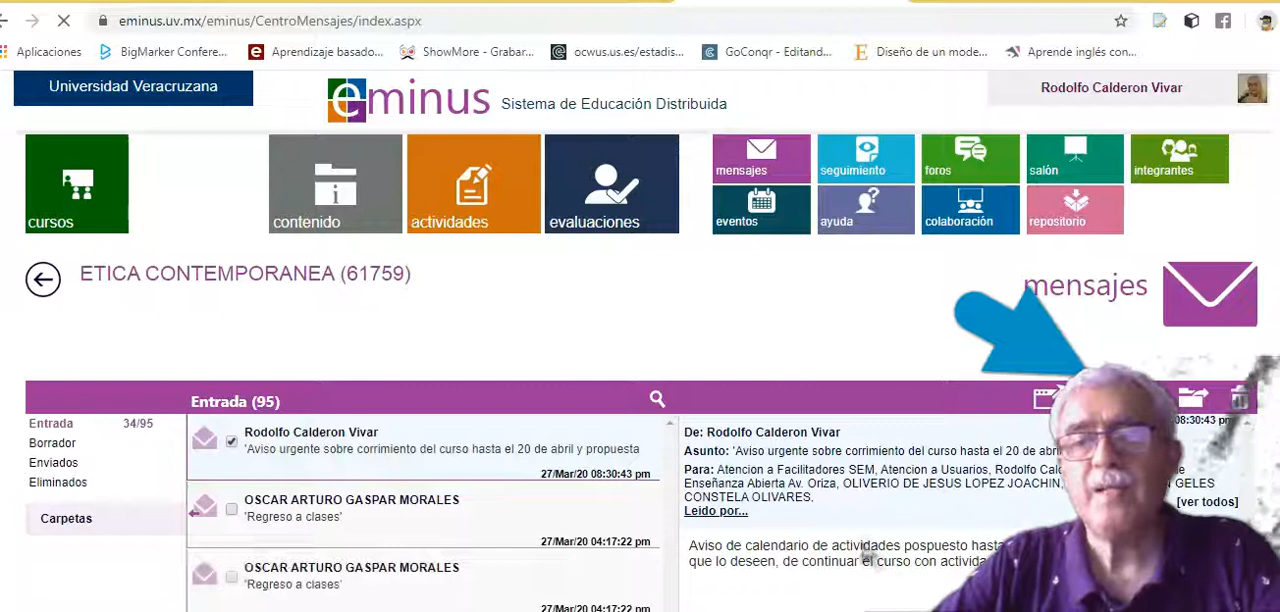 eminus.uv.mx/eminus/CentroMensajes/index.aspx
Aplicaciones BigMarker Confere... Aprendizaje basado... ShowMore - Grabar... ocwus.us.es/estadis... GoConqr - Editand... Diseño de un mode... Aprende inglés con...
Universidad Veracruzana
eminus Sistema de Educación Distribuida
Rodolfo Calderon Vivar
cursos
contenido
actividades
evaluaciones
mensajes
seguimiento
foros
salón
integrantes
eventos
ayuda
colaboración
repositorio
ETICA CONTEMPORANEA (61759)
mensajes
Entrada (95)
Entrada 34/95
Borrador
Enviados
Eliminados
Carpetas
Rodolfo Calderon Vivar
'Aviso urgente sobre corrimiento del curso hasta el 20 de abril y propuesta
27/Mar/20 08:30:43 pm
OSCAR ARTURO GASPAR MORALES
'Regreso a clases'
27/Mar/20 04:17:22 pm
OSCAR ARTURO GASPAR MORALES
'Regreso a clases'
27/Mar/20 04:17:22 pm
08:30:43 pm
De: Rodolfo Calderon Vivar
Asunto: 'Aviso urgente sobre corrimiento del curso hasta el 20 de abri
Para: Atencion a Facilitadores SEM, Atencion a Usuarios, Rodolfo Cald de
Enseñanza Abierta Av. Oriza, OLIVERIO DE JESUS LOPEZ JOACHIN, GELES
CONSTELA OLIVARES.
[ver todos]
Leido por...
Aviso de calendario de actividades pospuesto hasta
que lo deseen, de continuar el curso con activida